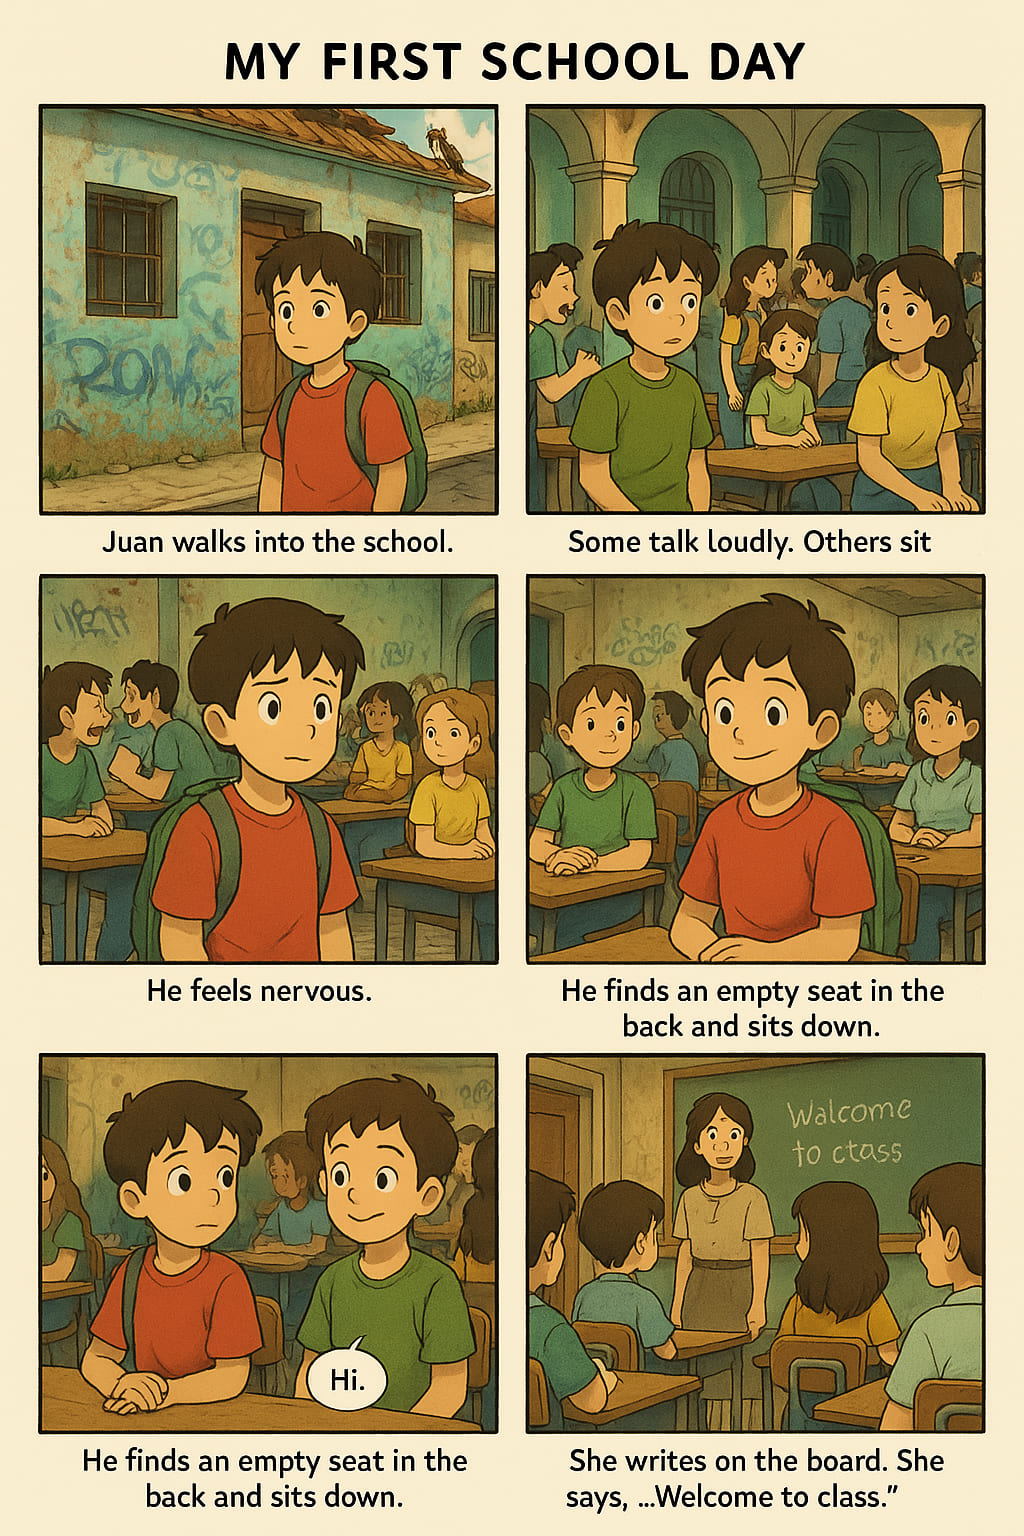 MY FIRST SCHOOL DAY
Juan walks into the school.
Some talk loudly. Others sit
He feels nervous.
He finds an empty seat in the
back and sits down.
Hi.
He finds an empty seat in the
back and sits down.
Walcome
to ctass
She writes on the board. She
says, ...Welcome to class.”